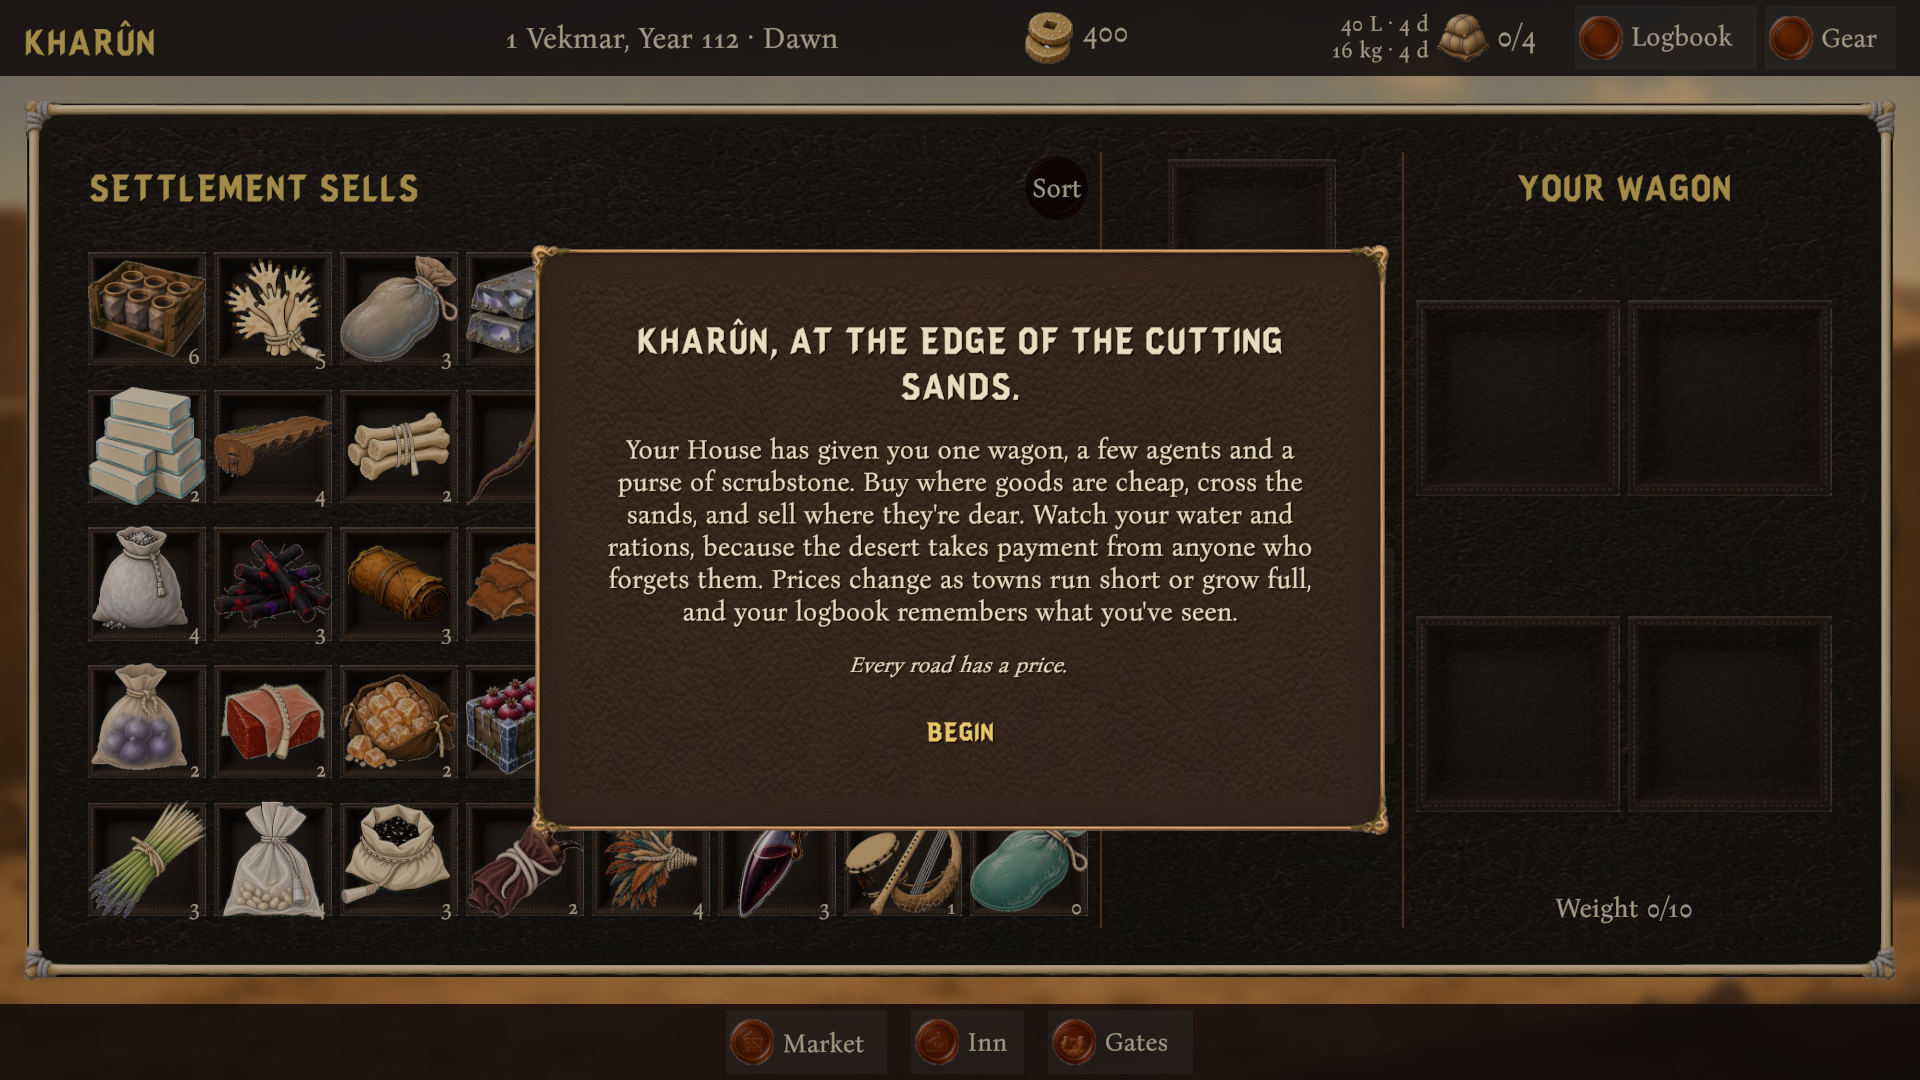 KHARÛN
1 Vekmar, Year 112 · Dawn
400
40 L · 4 d
16 kg · 4 d
0/4
Logbook
Gear
SETTLEMENT SELLS
Sort
YOUR WAGON
6
5
3
2
4
2
4
3
3
2
2
2
3
4
3
2
4
3
1
0
KHARÛN, AT THE EDGE OF THE CUTTING
SANDS.
Your House has given you one wagon, a few agents and a
purse of scrubstone. Buy where goods are cheap, cross the
sands, and sell where they're dear. Watch your water and
rations, because the desert takes payment from anyone who
forgets them. Prices change as towns run short or grow full,
and your logbook remembers what you've seen.
Every road has a price.
BEGIN
Weight 0/10
Market
Inn
Gates